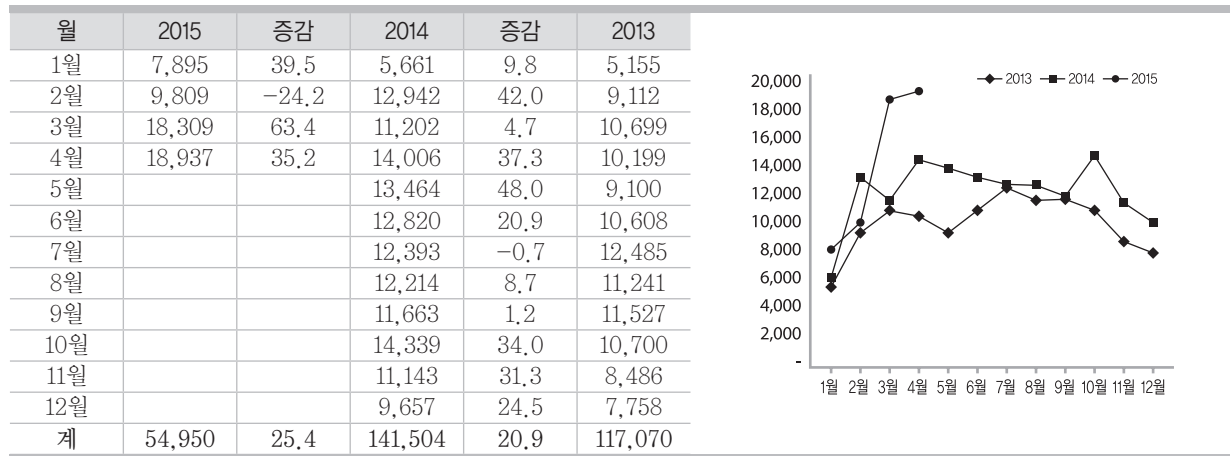 월 2015 증감 2014 증감 2013
1월 7,895 39.5 5,661 9.8 5,155
2월 9,809 −24.2 12,942 42.0 9,112
3월 18,309 63.4 11,202 4.7 10,699
4월 18,937 35.2 14,006 37.3 10,199
5월 13,464 48.0 9,100
6월 12,820 20.9 10,608
7월 12,393 −0.7 12,485
8월 12,214 8.7 11,241
9월 11,663 1.2 11,527
10월 14,339 34.0 10,700
11월 11,143 31.3 8,486
12월 9,657 24.5 7,758
계 54,950 25.4 141,504 20.9 117,070
2013 2014 2015
20,000
18,000
16,000
14,000
12,000
10,000
8,000
6,000
4,000
2,000
-
1월 2월 3월 4월 5월 6월 7월 8월 9월 10월 11월 12월